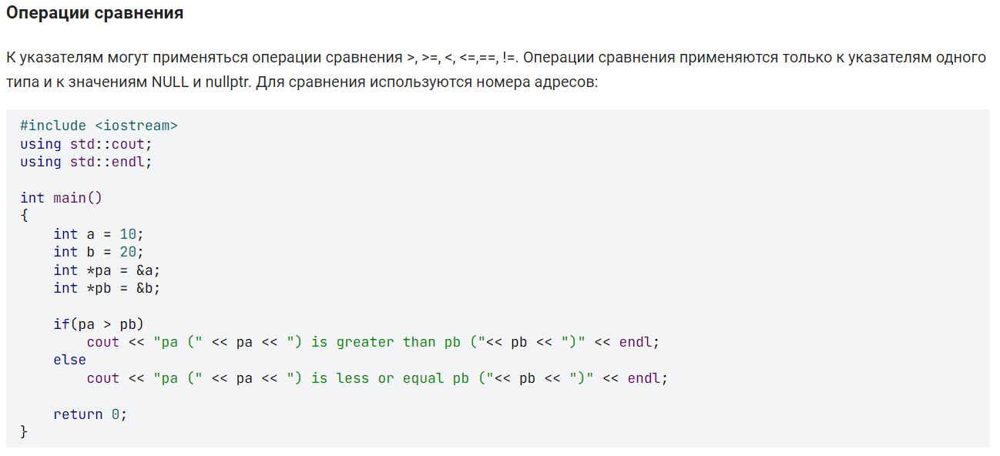 Операции сравнения
К указателям могут применяться операции сравнения >, >=, <, <=,==, !=. Операции сравнения применяются только к указателям одного
типа и к значениям NULL и nullptr. Для сравнения используются номера адресов:
#include <iostream>
using std::cout;
using std::endl;

int main()
{
    int a = 10;
    int b = 20;
    int *pa = &a;
    int *pb = &b;

    if(pa > pb)
        cout << "pa (" << pa << ") is greater than pb ("<< pb << ")" << endl;
    else
        cout << "pa (" << pa << ") is less or equal pb ("<< pb << ")" << endl;

    return 0;
}